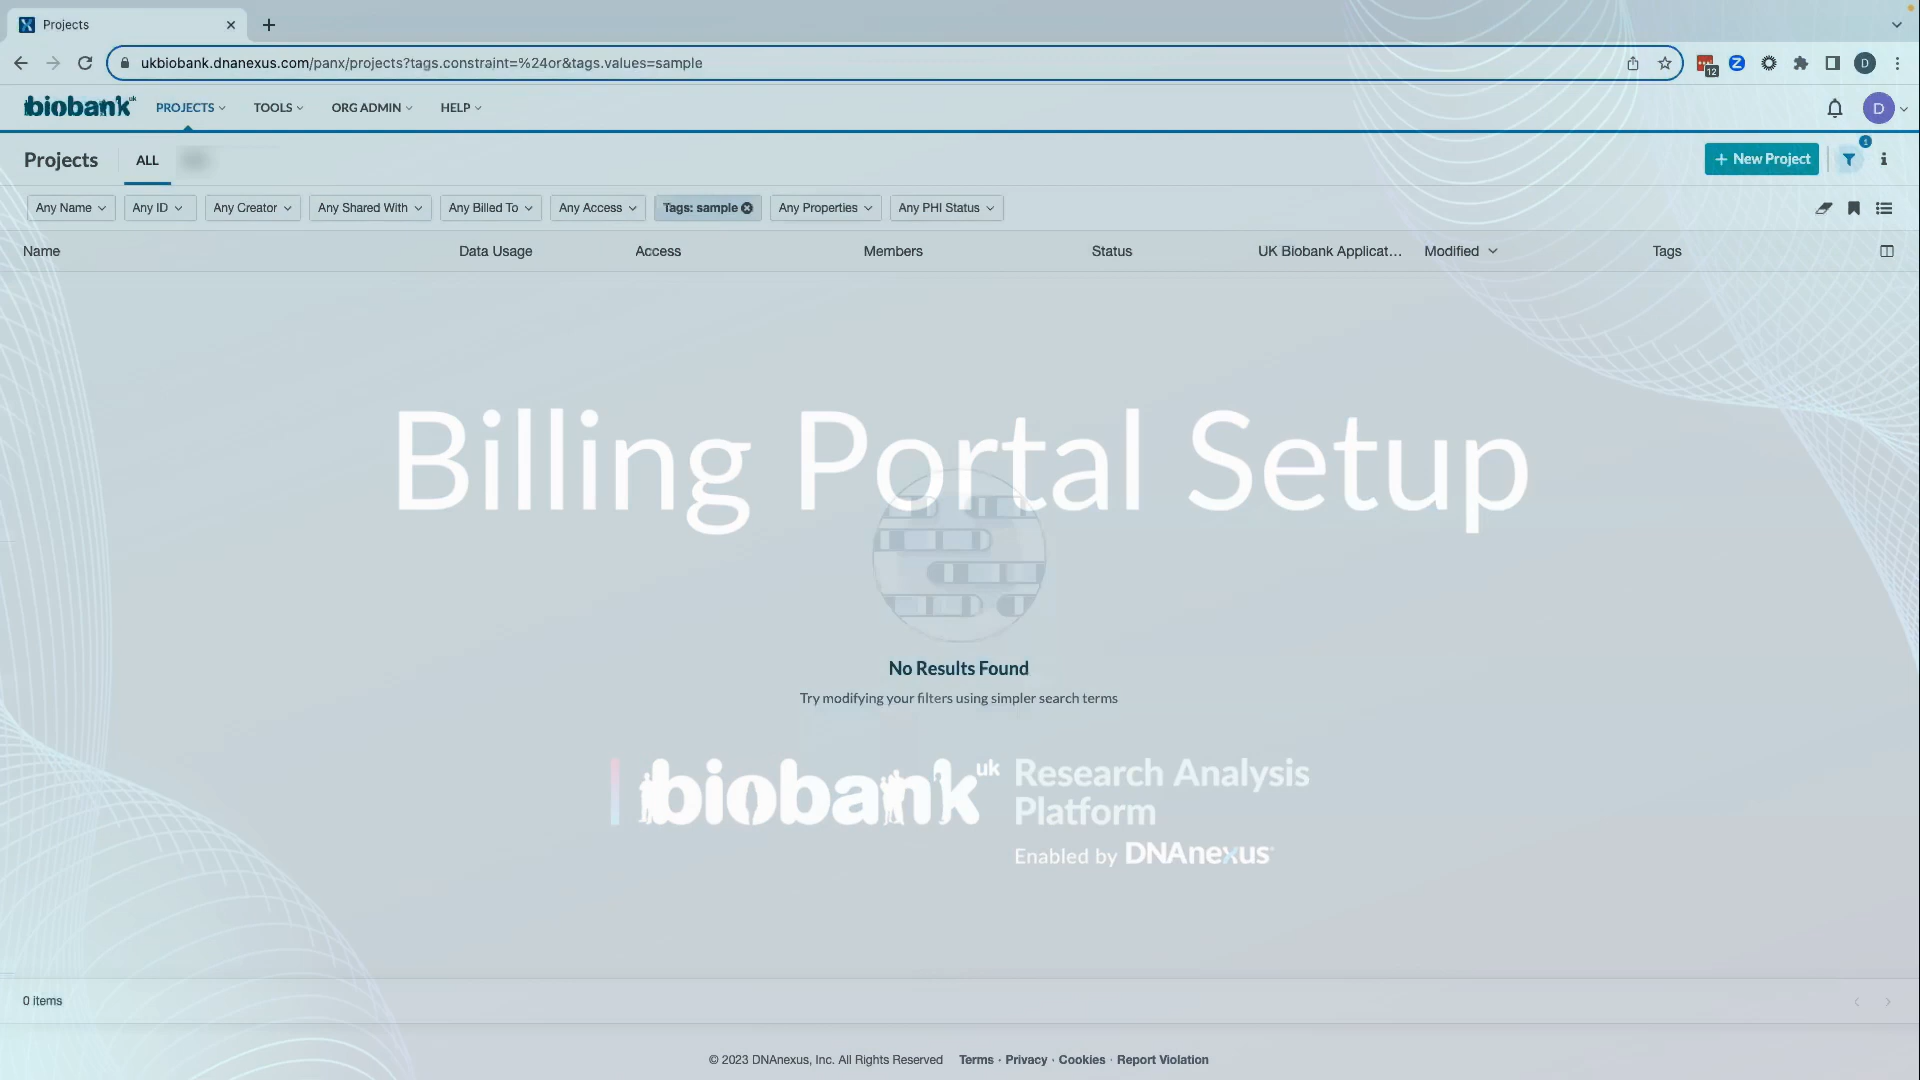 Projects
ukbiobank.dnanexus.com/panx/projects?tags.constraint=%24or&tags.values=sample
12
D
biobank uk PROJECTS TOOLS ORG ADMIN HELP
D
Projects ALL
+ New Project
1
Any Name Any ID Any Creator Any Shared With Any Billed To Any Access Tags: sample Any Properties Any PHI Status
Name Data Usage Access Members Status UK Biobank Applicat... Modified Tags
Billing Portal Setup
No Results Found
Try modifying your filters using simpler search terms
biobank uk Research Analysis
Platform
Enabled by DNAnexus
0 items
© 2023 DNAnexus, Inc. All Rights Reserved Terms · Privacy · Cookies · Report Violation